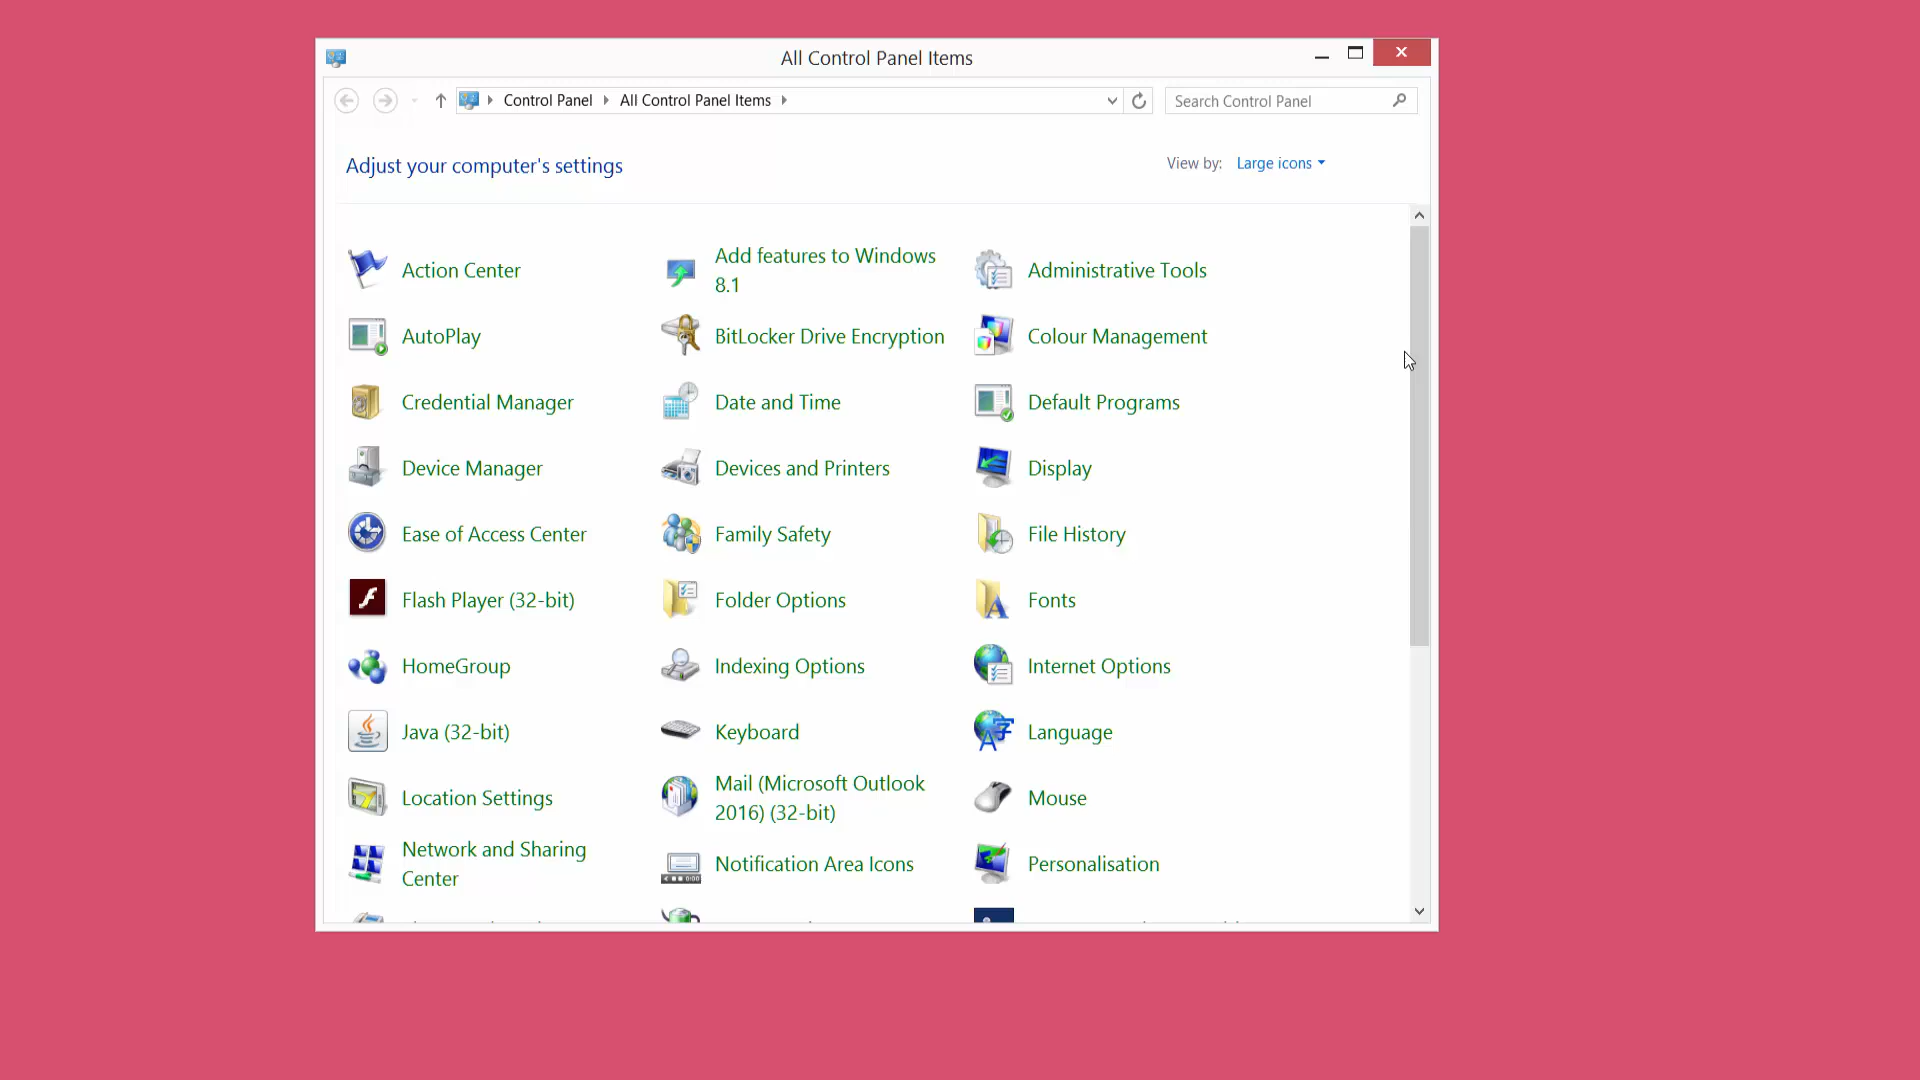 All Control Panel Items
Control Panel All Control Panel Items
Search Control Panel
Adjust your computer's settings
View by: Large icons
Action Center
Add features to Windows
8.1
Administrative Tools
AutoPlay
BitLocker Drive Encryption
Colour Management
Credential Manager
Date and Time
Default Programs
Device Manager
Devices and Printers
Display
Ease of Access Center
Family Safety
File History
Flash Player (32-bit)
Folder Options
Fonts
HomeGroup
Indexing Options
Internet Options
Java (32-bit)
Keyboard
Language
Location Settings
Mail (Microsoft Outlook
2016) (32-bit)
Mouse
Network and Sharing
Center
Notification Area Icons
Personalisation